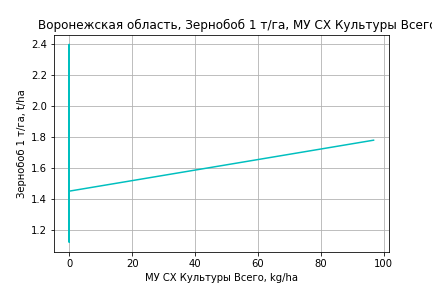 Воронежская область, Зернобоб 1 т/га, МУ СХ Культуры Всего
2.4
2.2
2.0
1.8
1.6
1.4
1.2
Зернобоб 1 т/га, t/ha
0 20 40 60 80 100
МУ СХ Культуры Всего, kg/ha